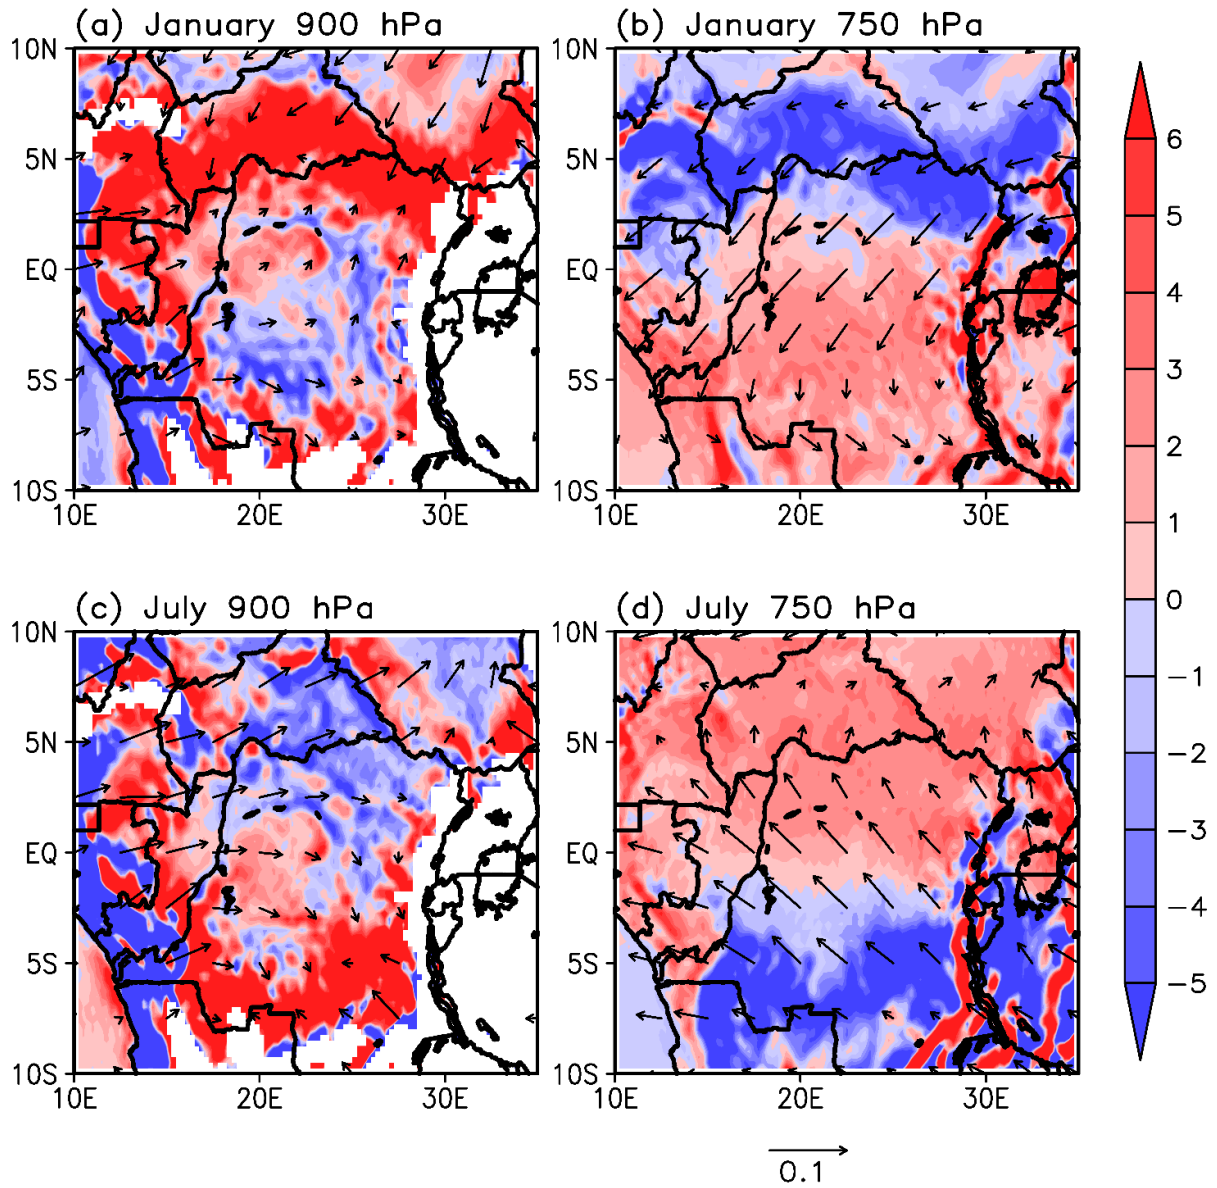 (a) January 900 hPa
(b) January 750 hPa
10N
5N
EQ
5S
10S
10E
20E
30E
10N
5N
EQ
5S
10S
10E
20E
30E
(c) July 900 hPa
(d) July 750 hPa
10N
5N
EQ
5S
10S
10E
20E
30E
10N
5N
EQ
5S
10S
10E
20E
30E
6
5
4
3
2
1
0
-1
-2
-3
-4
-5
0.1